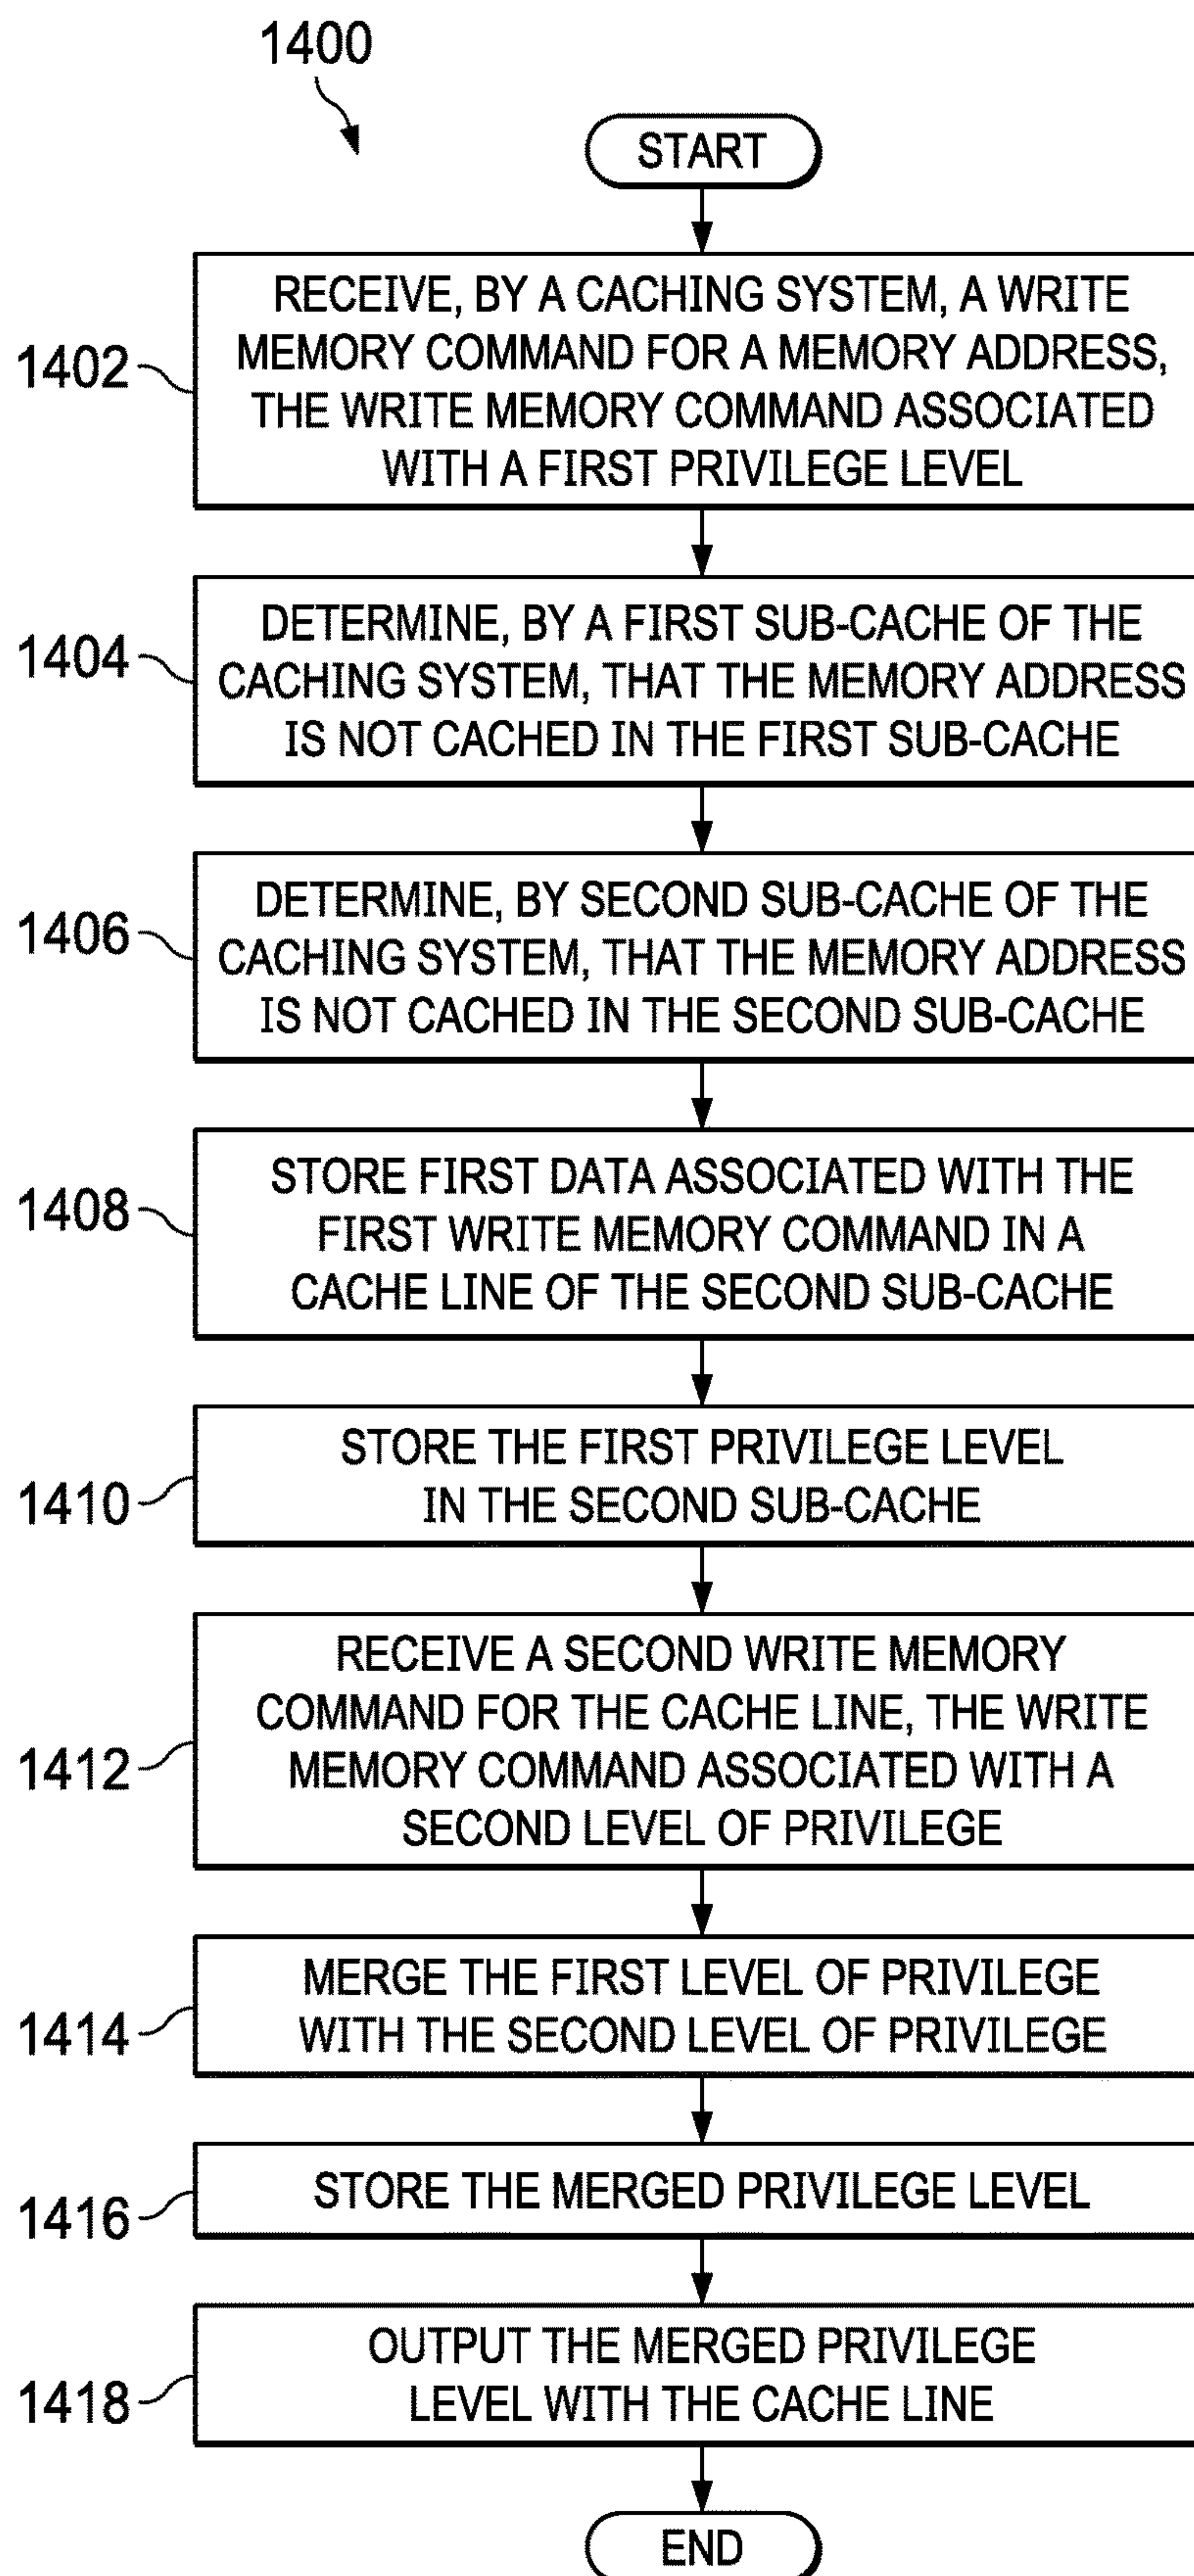 1400
START
1402
RECEIVE, BY A CACHING SYSTEM, A WRITE
MEMORY COMMAND FOR A MEMORY ADDRESS,
THE WRITE MEMORY COMMAND ASSOCIATED
WITH A FIRST PRIVILEGE LEVEL
1404
DETERMINE, BY A FIRST SUB-CACHE OF THE
CACHING SYSTEM, THAT THE MEMORY ADDRESS
IS NOT CACHED IN THE FIRST SUB-CACHE
1406
DETERMINE, BY SECOND SUB-CACHE OF THE
CACHING SYSTEM, THAT THE MEMORY ADDRESS
IS NOT CACHED IN THE SECOND SUB-CACHE
1408
STORE FIRST DATA ASSOCIATED WITH THE
FIRST WRITE MEMORY COMMAND IN A
CACHE LINE OF THE SECOND SUB-CACHE
1410
STORE THE FIRST PRIVILEGE LEVEL
IN THE SECOND SUB-CACHE
1412
RECEIVE A SECOND WRITE MEMORY
COMMAND FOR THE CACHE LINE, THE WRITE
MEMORY COMMAND ASSOCIATED WITH A
SECOND LEVEL OF PRIVILEGE
1414
MERGE THE FIRST LEVEL OF PRIVILEGE
WITH THE SECOND LEVEL OF PRIVILEGE
1416
STORE THE MERGED PRIVILEGE LEVEL
1418
OUTPUT THE MERGED PRIVILEGE
LEVEL WITH THE CACHE LINE
END